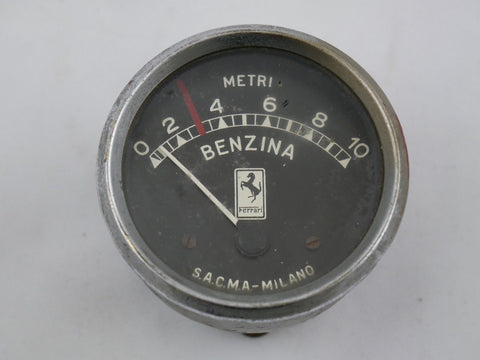 METRI
0 2 4 6 8 10
BENZINA
Ferrari
S.A.C.M.A-MILANO